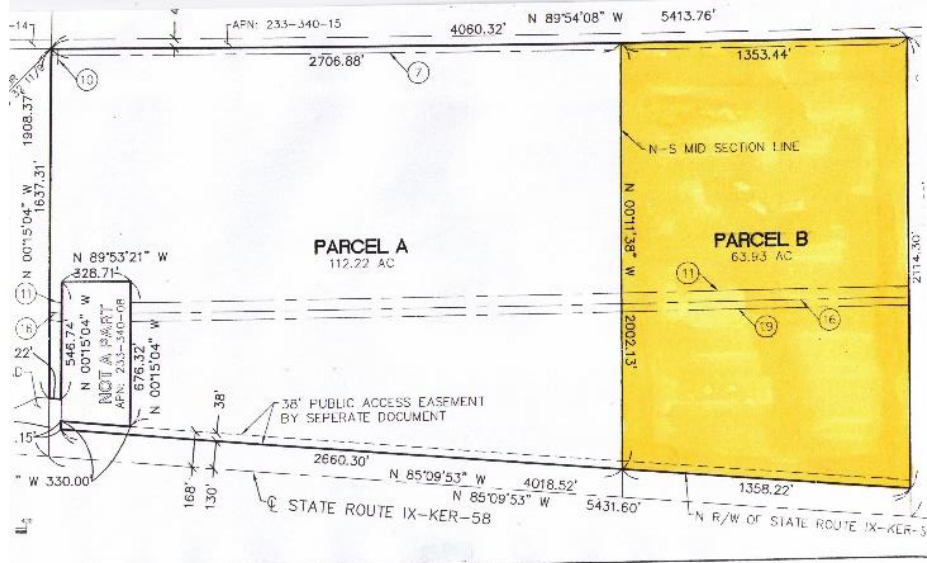 -14
APN: 233-340-15
4
N 89°54'08" W 5413.76'
4060.32'
2706.88'
1353.44'
10
7
1908.37
1637.31'
N 00°15'04" W
N-S MID SECTION LINE
N 00°11'38" W
2002.13'
PARCEL A
112.22 AC
PARCEL B
63.93 AC
2114.30'
N 89°53'21" W
328.71'
11
16
11
16
19
546.74'
N 00°15'04" W
NOT A PART
APN: 233-340-08
676.32'
N 00°15'04" W
22'
.15'
" W 330.00'
38'
38' PUBLIC ACCESS EASEMENT
BY SEPERATE DOCUMENT
168'
130'
2660.30'
N 85°09'53" W 4018.52'
N 85°09'53" W 5431.60'
1358.22'
℄ STATE ROUTE IX-KER-58
N R/W OF STATE ROUTE IX-KER-5